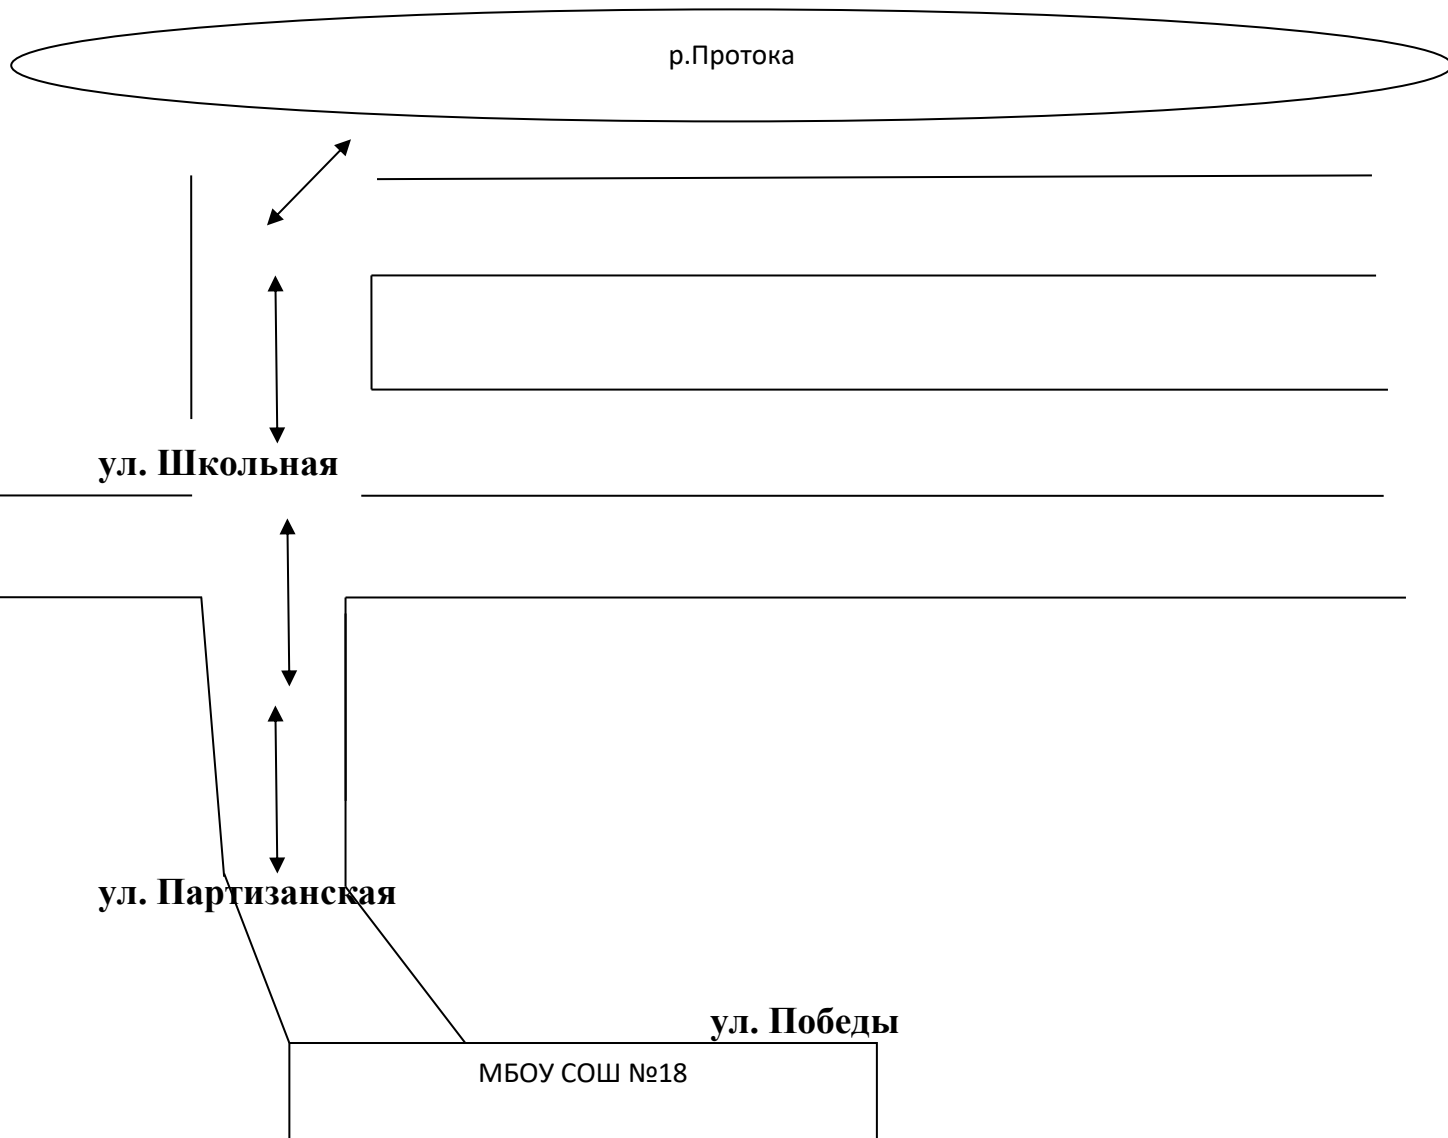 р.Протока
ул. Школьная
ул. Партизанская
ул. Победы
МБОУ СОШ №18